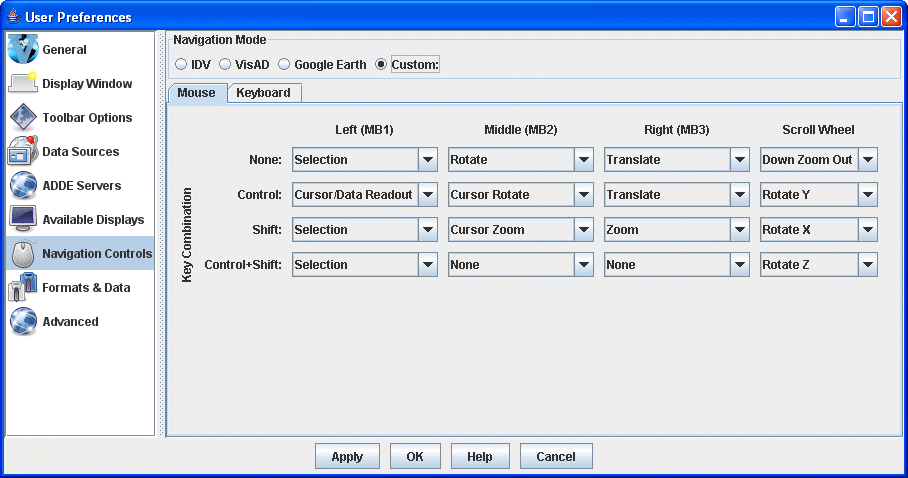 User Preferences
General
Display Window
Toolbar Options
Data Sources
ADDE Servers
Available Displays
Navigation Controls
Formats & Data
Advanced
Navigation Mode
IDV VisAD Google Earth Custom:
Mouse Keyboard
Left (MB1) Middle (MB2) Right (MB3) Scroll Wheel
Key Combination
None: Selection Rotate Translate Down Zoom Out
Control: Cursor/Data Readout Cursor Rotate Translate Rotate Y
Shift: Selection Cursor Zoom Zoom Rotate X
Control+Shift: Selection None None Rotate Z
Apply OK Help Cancel